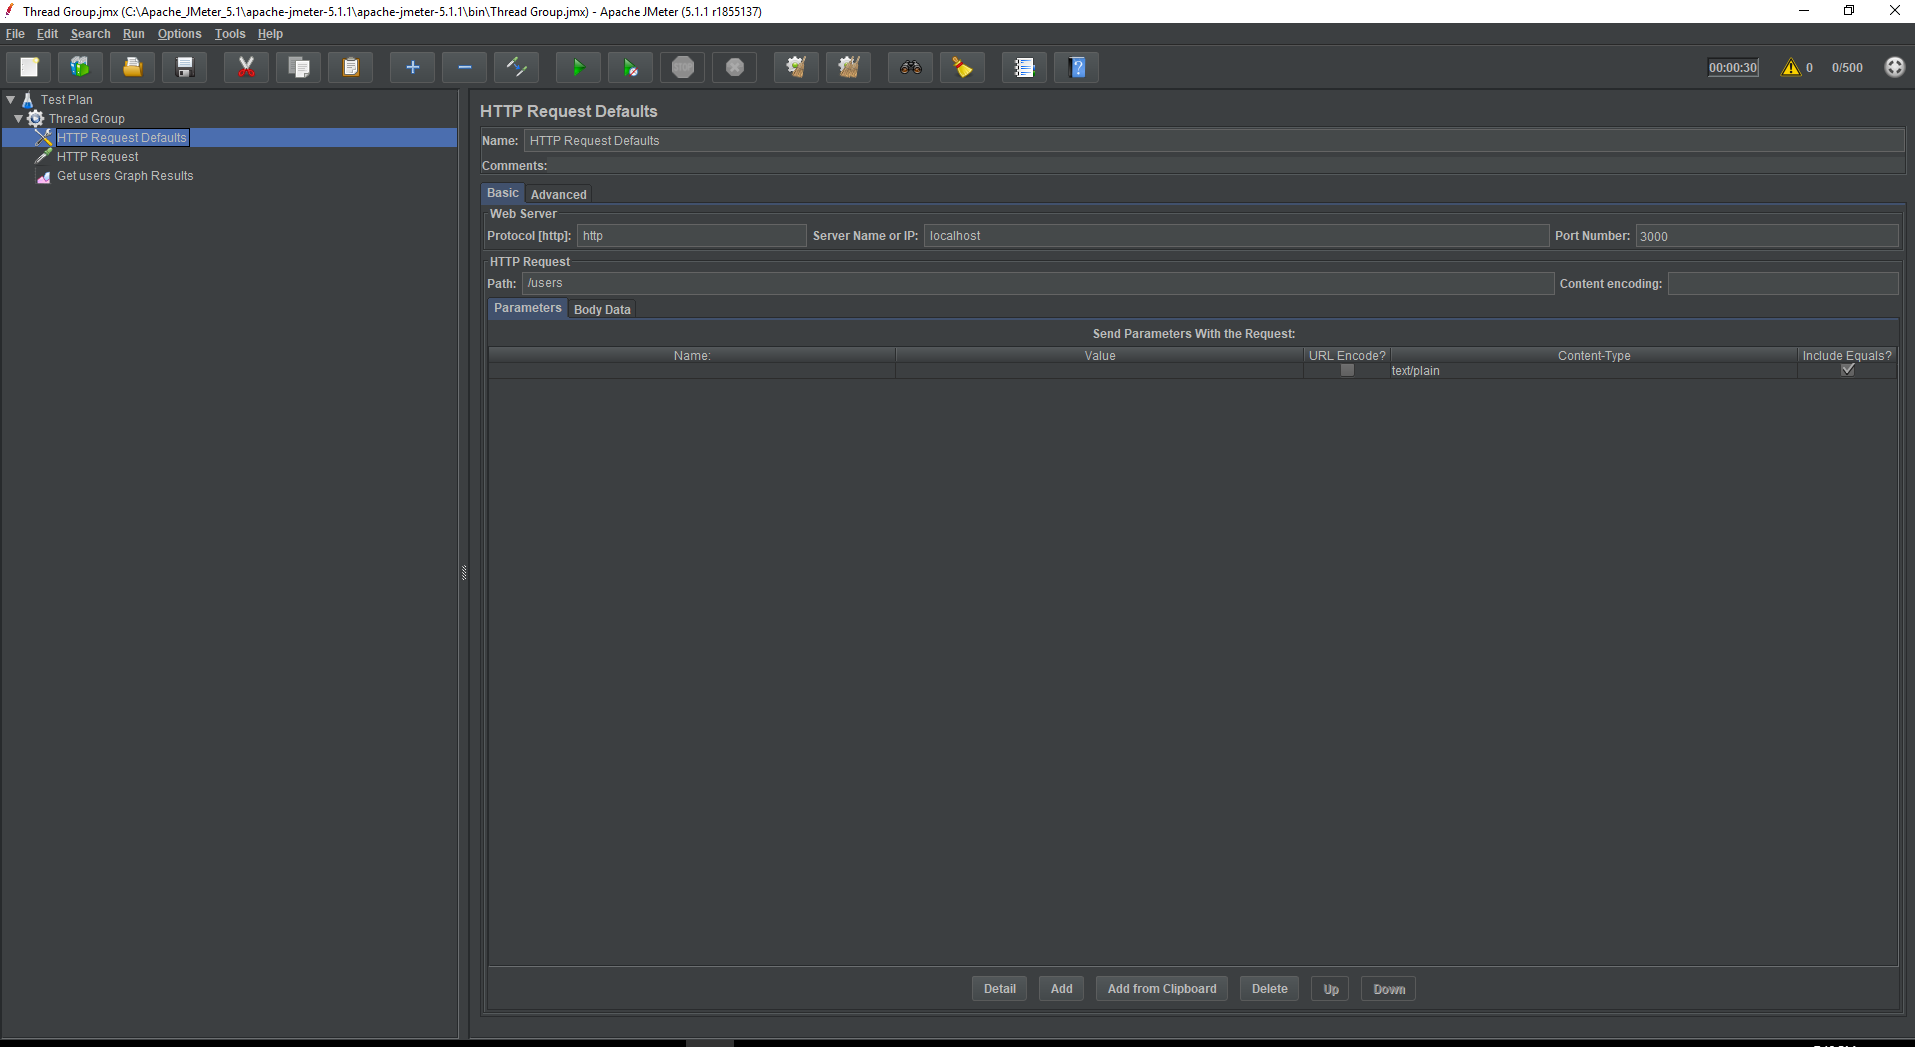 Thread Group.jmx (C:\Apache_JMeter_5.1\apache-jmeter-5.1.1\apache-jmeter-5.1.1\bin\Thread Group.jmx) - Apache JMeter (5.1.1 r1855137)
File Edit Search Run Options Tools Help
STOP ? 00:00:30 0 0/500
Test Plan
Thread Group
HTTP Request Defaults
HTTP Request
Get users Graph Results
HTTP Request Defaults
Name: HTTP Request Defaults
Comments:
Basic Advanced
Web Server
Protocol [http]: http Server Name or IP: localhost Port Number: 3000
HTTP Request
Path: /users Content encoding:
Parameters Body Data
Send Parameters With the Request:
Name: Value URL Encode? Content-Type Include Equals?
text/plain
Detail Add Add from Clipboard Delete Up Down